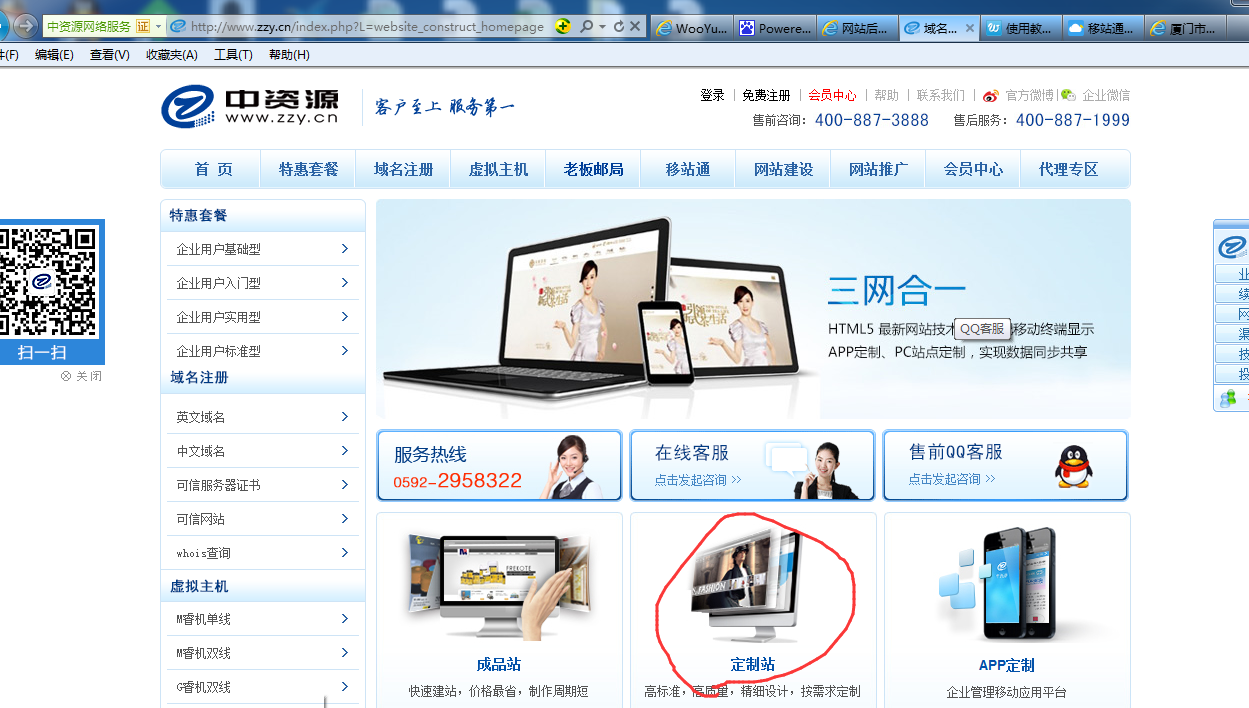 中资源网络服务 证 http://www.zzy.cn/index.php?L=website_construct_homepage
WooYu...
Powere...
网站后...
域名...
使用教...
移站通...
厦门市...
件(F) 编辑(E) 查看(V) 收藏夹(A) 工具(T) 帮助(H)
中资源
www.zzy.cn
客户至上 服务第一
登录 | 免费注册 | 会员中心 | 帮助 | 联系我们 | 官方微博 | 企业微信
售前咨询：400-887-3888 售后服务：400-887-1999
首 页 特惠套餐 域名注册 虚拟主机 老板邮局 移站通 网站建设 网站推广 会员中心 代理专区
扫一扫
关闭
特惠套餐
企业用户基础型
企业用户入门型
企业用户实用型
企业用户标准型
域名注册
英文域名
中文域名
可信服务器证书
可信网站
whois查询
虚拟主机
M睿机单线
M睿机双线
G睿机双线
三网合一
HTML5 最新网站技术
QQ客服
移动终端显示
APP定制、PC站点定制，实现数据同步共享
服务热线
0592-2958322
在线客服
点击发起咨询 >>
售前QQ客服
点击发起咨询 >>
FREKOTE
FASHION
成品站
快速建站，价格最省，制作周期短
定制站
高标准，高质量，精细设计，按需求定制
APP定制
企业管理移动应用平台
业
续
网
渠
技
投